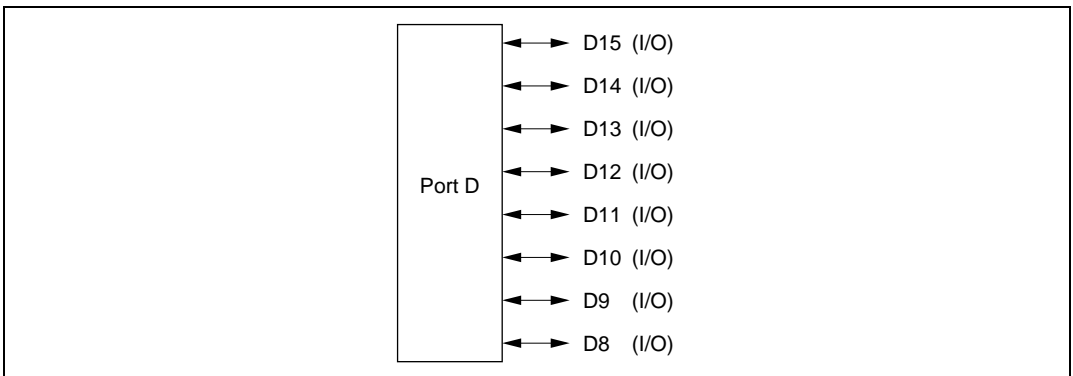 D15 (I/O)
D14 (I/O)
D13 (I/O)
D12 (I/O)
Port D
D11 (I/O)
D10 (I/O)
D9 (I/O)
D8 (I/O)